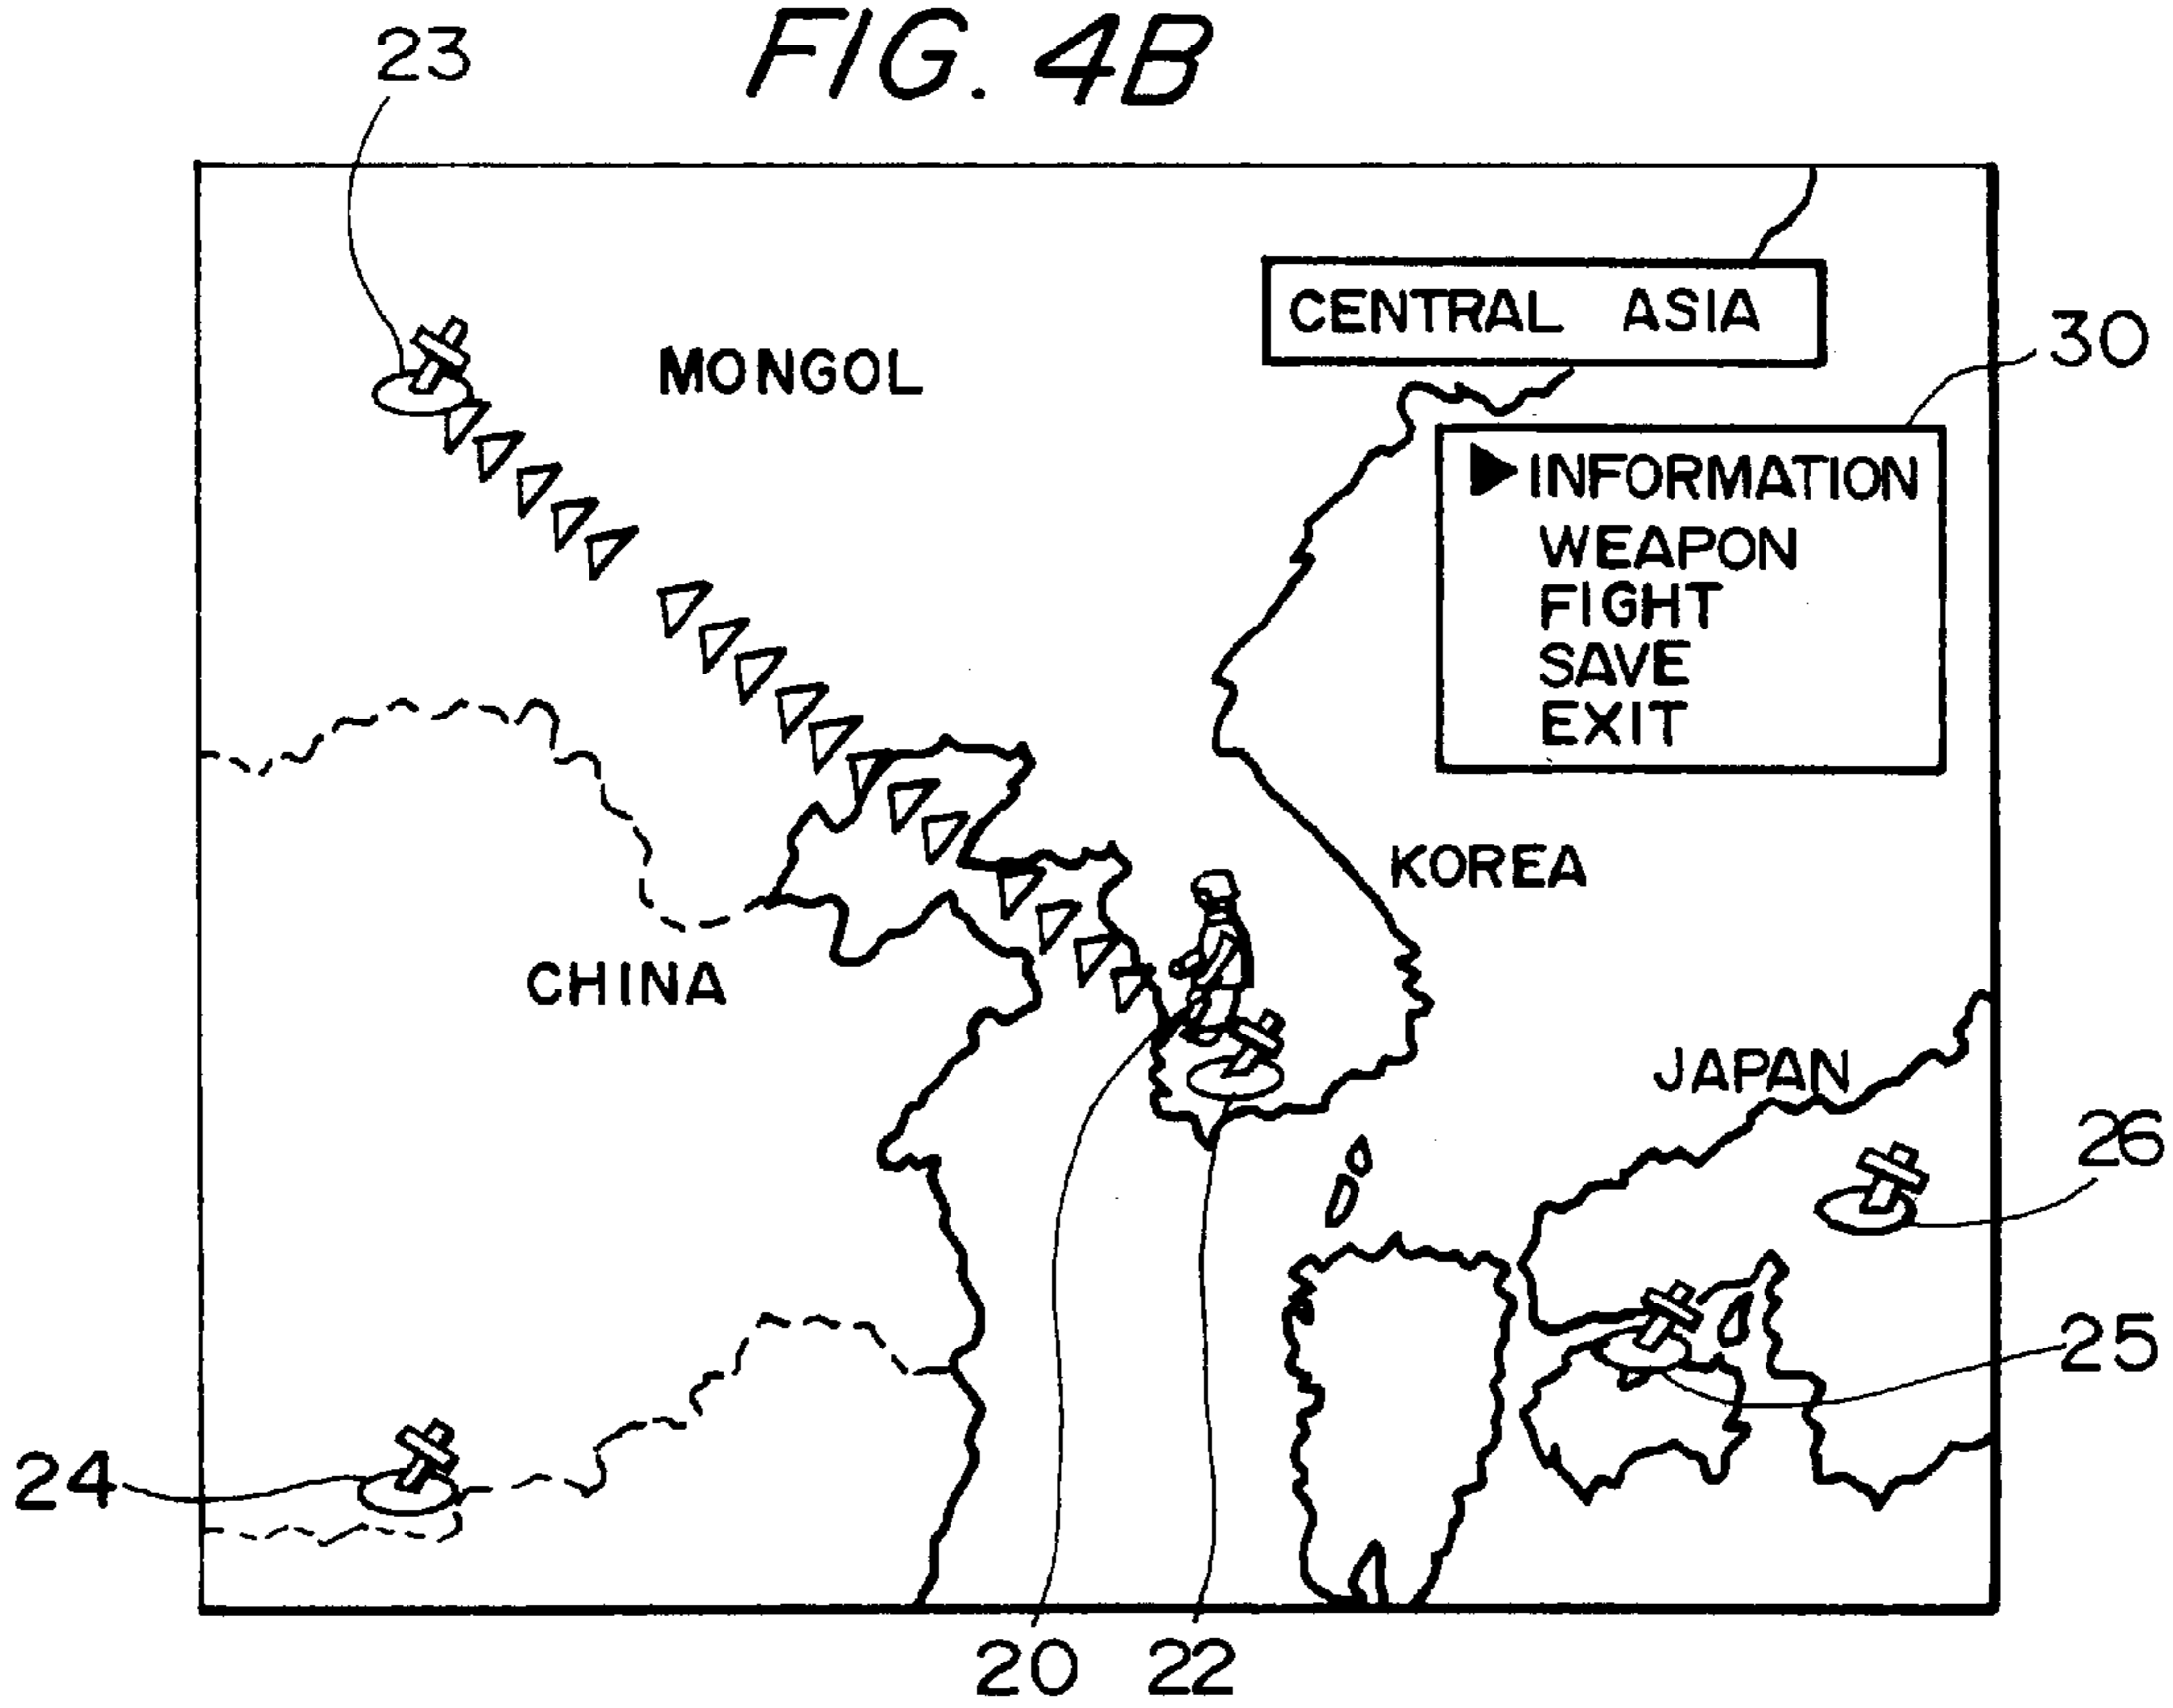 FIG. 4B
23
CENTRAL ASIA
30
MONGOL
INFORMATION
WEAPON
FIGHT
SAVE
EXIT
KOREA
CHINA
JAPAN
26
25
24
20 22